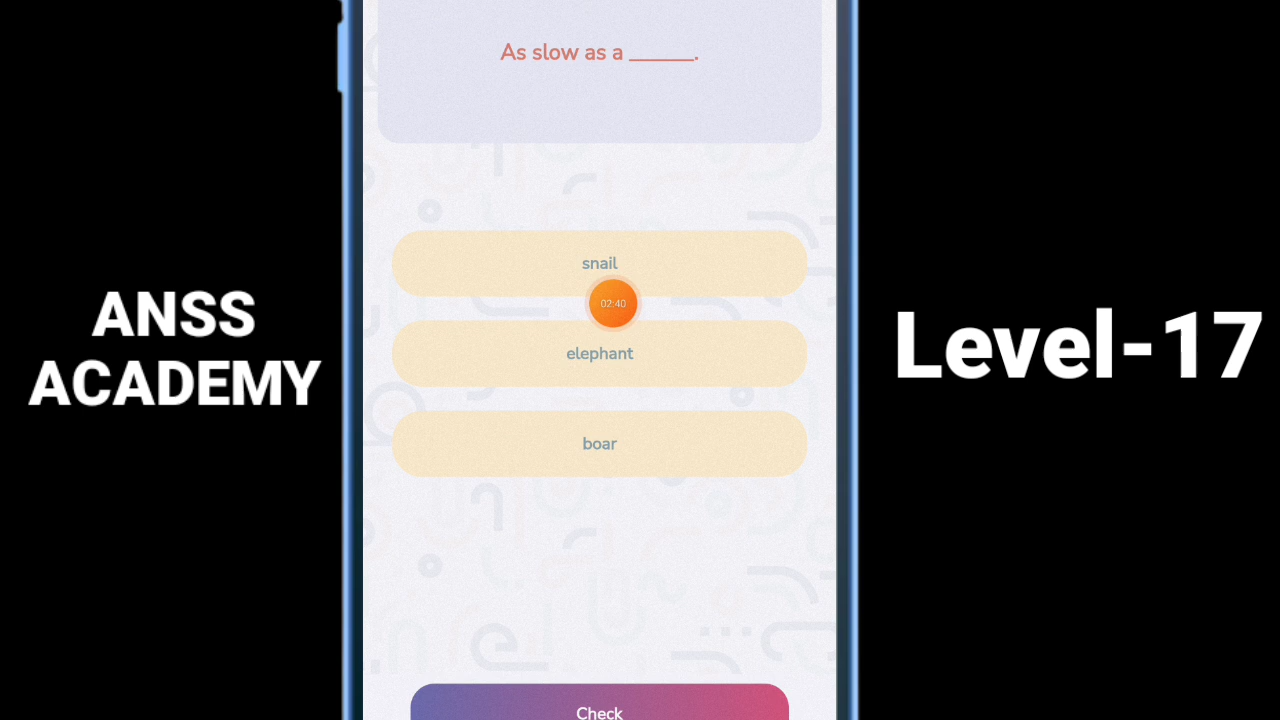 As slow as a ______.
snail
02:40
elephant
boar
Check
ANSS
ACADEMY
Level-17